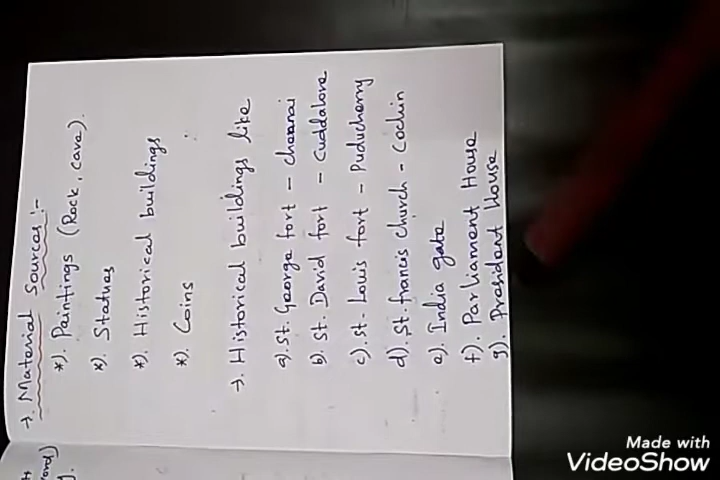 →. Material Sources:-
*). Paintings (Rock, cave).
*). Statues
*). Historical buildings
*). Coins
→. Historical buildings like
a). St. George fort - chennai
b). St. David fort - cuddalore
c). St. Louis fort - Puducherry
d). St. francis church - Cochin
e). India gate
f). Parliament House
g). President House
Made with
VideoShow